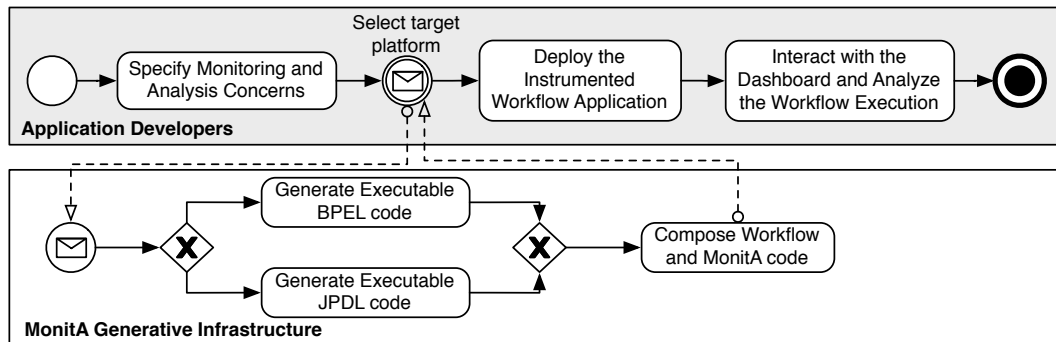 Select target
platform
Specify Monitoring and
Analysis Concerns
Deploy the
Instrumented
Workflow Application
Interact with the
Dashboard and Analyze
the Workflow Execution
Application Developers
Generate Executable
BPEL code
Generate Executable
JPDL code
Compose Workflow
and MonitA code
MonitA Generative Infrastructure